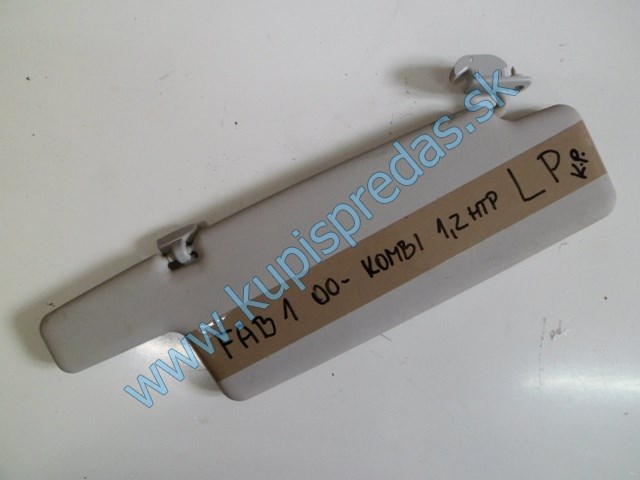 FAB 1 00- KOMBI 1,2 HTP LP K.P.
www.kupispredas.sk